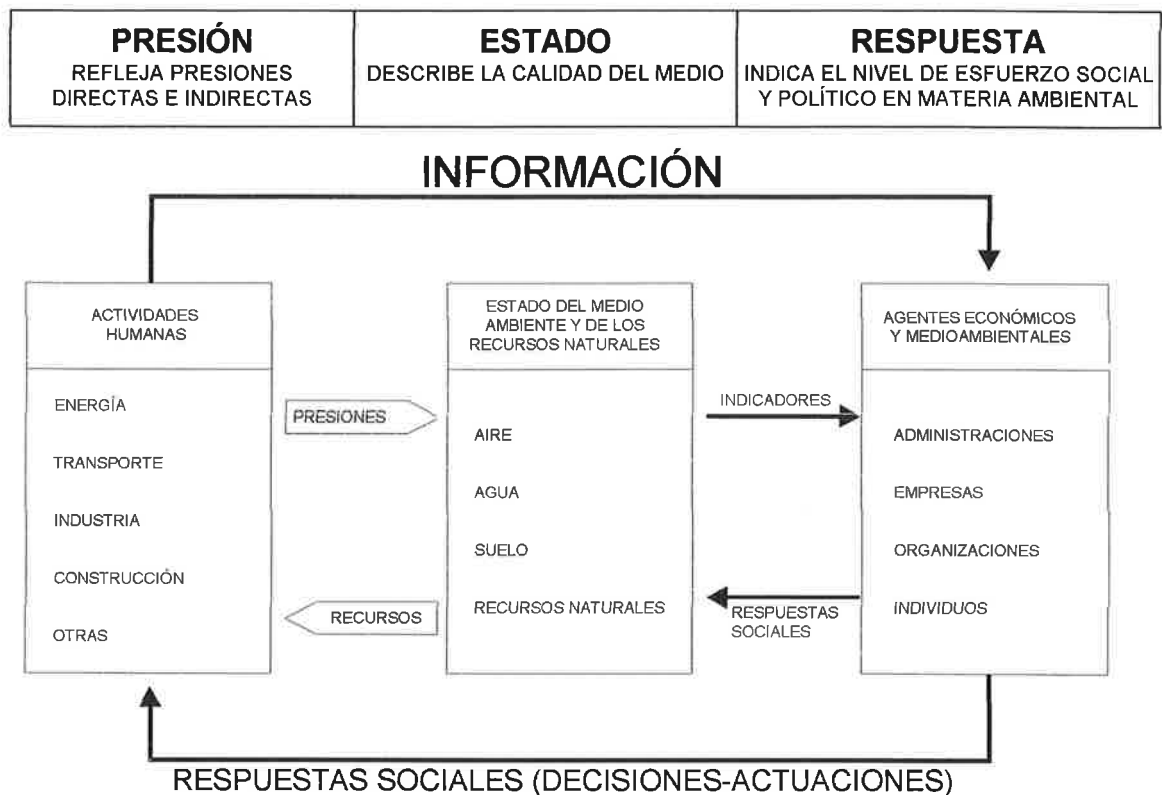 PRESIÓN
REFLEJA PRESIONES
DIRECTAS E INDIRECTAS
ESTADO
DESCRIBE LA CALIDAD DEL MEDIO
RESPUESTA
INDICA EL NIVEL DE ESFUERZO SOCIAL
Y POLÍTICO EN MATERIA AMBIENTAL
INFORMACIÓN
ACTIVIDADES
HUMANAS
ENERGÍA
TRANSPORTE
INDUSTRIA
CONSTRUCCIÓN
OTRAS
PRESIONES
RECURSOS
ESTADO DEL MEDIO
AMBIENTE Y DE LOS
RECURSOS NATURALES
AIRE
AGUA
SUELO
RECURSOS NATURALES
INDICADORES
RESPUESTAS
SOCIALES
AGENTES ECONÓMICOS
Y MEDIOAMBIENTALES
ADMINISTRACIONES
EMPRESAS
ORGANIZACIONES
INDIVIDUOS
RESPUESTAS SOCIALES (DECISIONES-ACTUACIONES)